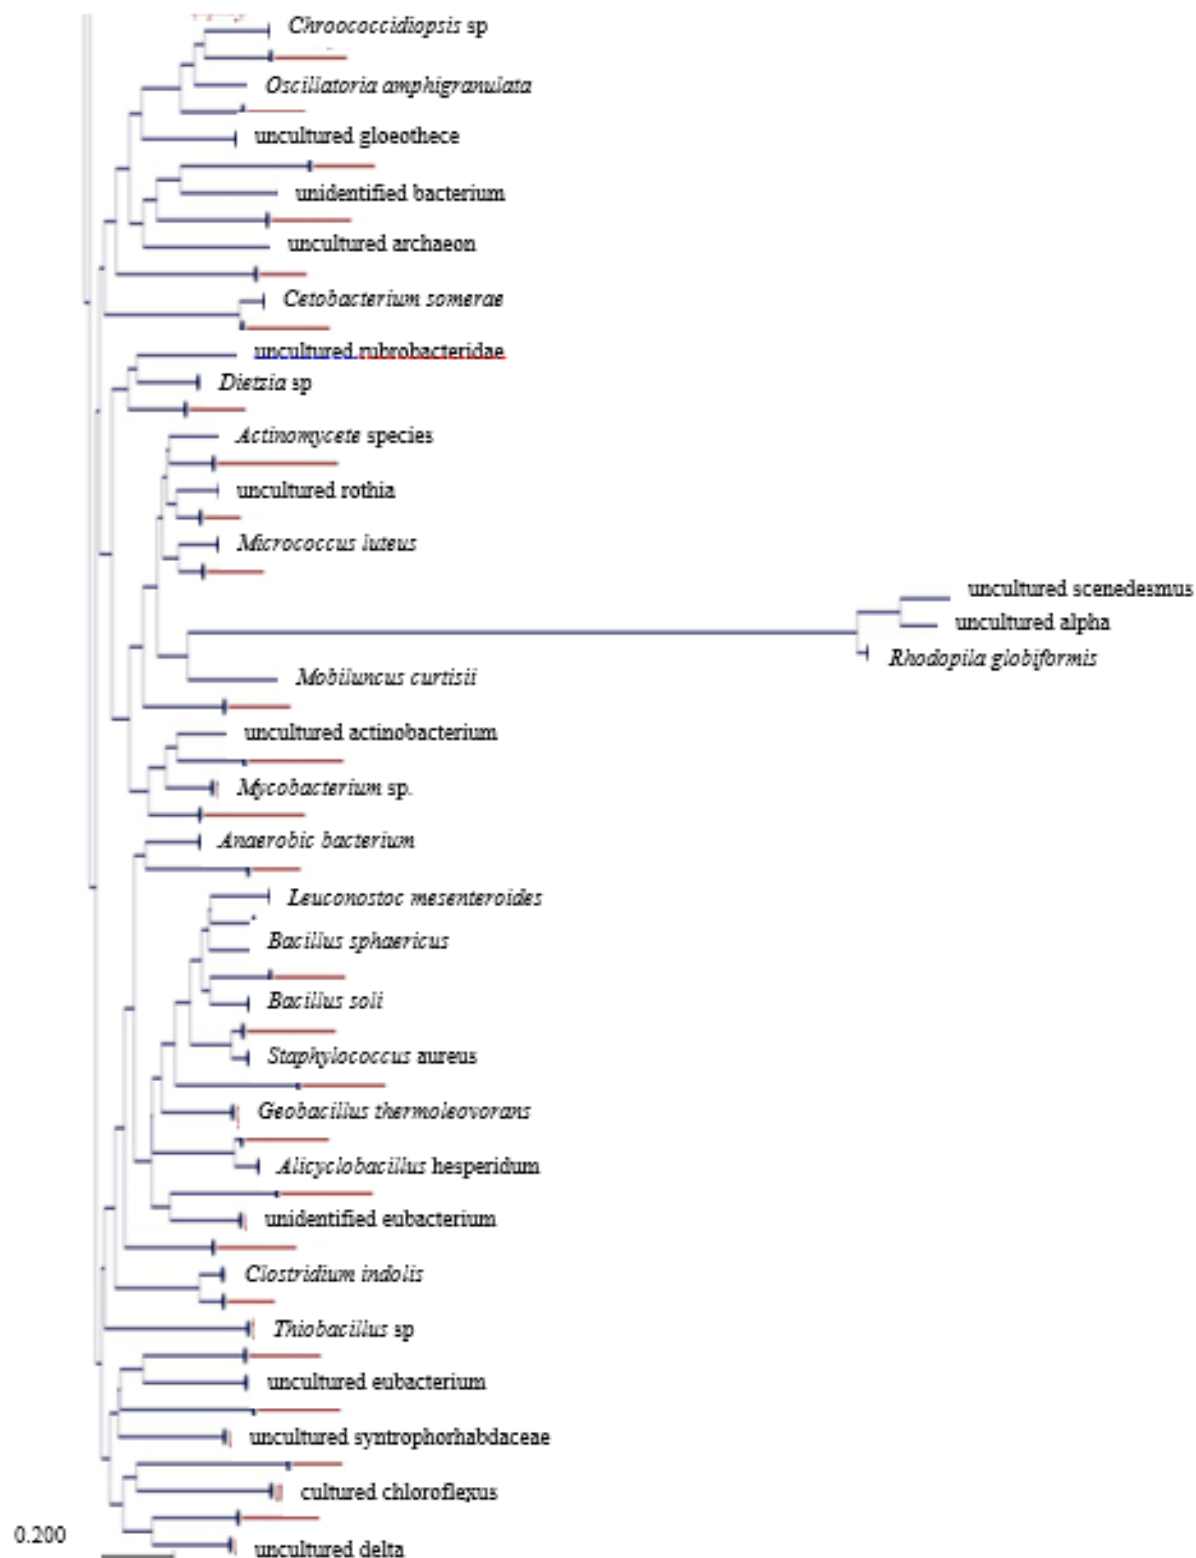 Chroococcidiopsis sp
Oscillatoria amphigranulata
uncultured gloeothece
unidentified bacterium
uncultured archaeon
Cetobacterium somerae
uncultured rubrobacteridae
Dietzia sp
Actinomycete species
uncultured rothia
Micrococcus luteus
uncultured scenedesmus
uncultured alpha
Rhodopila globiformis
Mobiluncus curtisii
uncultured actinobacterium
Mycobacterium sp.
Anaerobic bacterium
Leuconostoc mesenteroides
Bacillus sphaericus
Bacillus soli
Staphylococcus aureus
Geobacillus thermoleovorans
Alicyclobacillus hesperidum
unidentified eubacterium
Clostridium indolis
Thiobacillus sp
uncultured eubacterium
uncultured syntrophorhabdaceae
cultured chloroflexus
0.200
uncultured delta